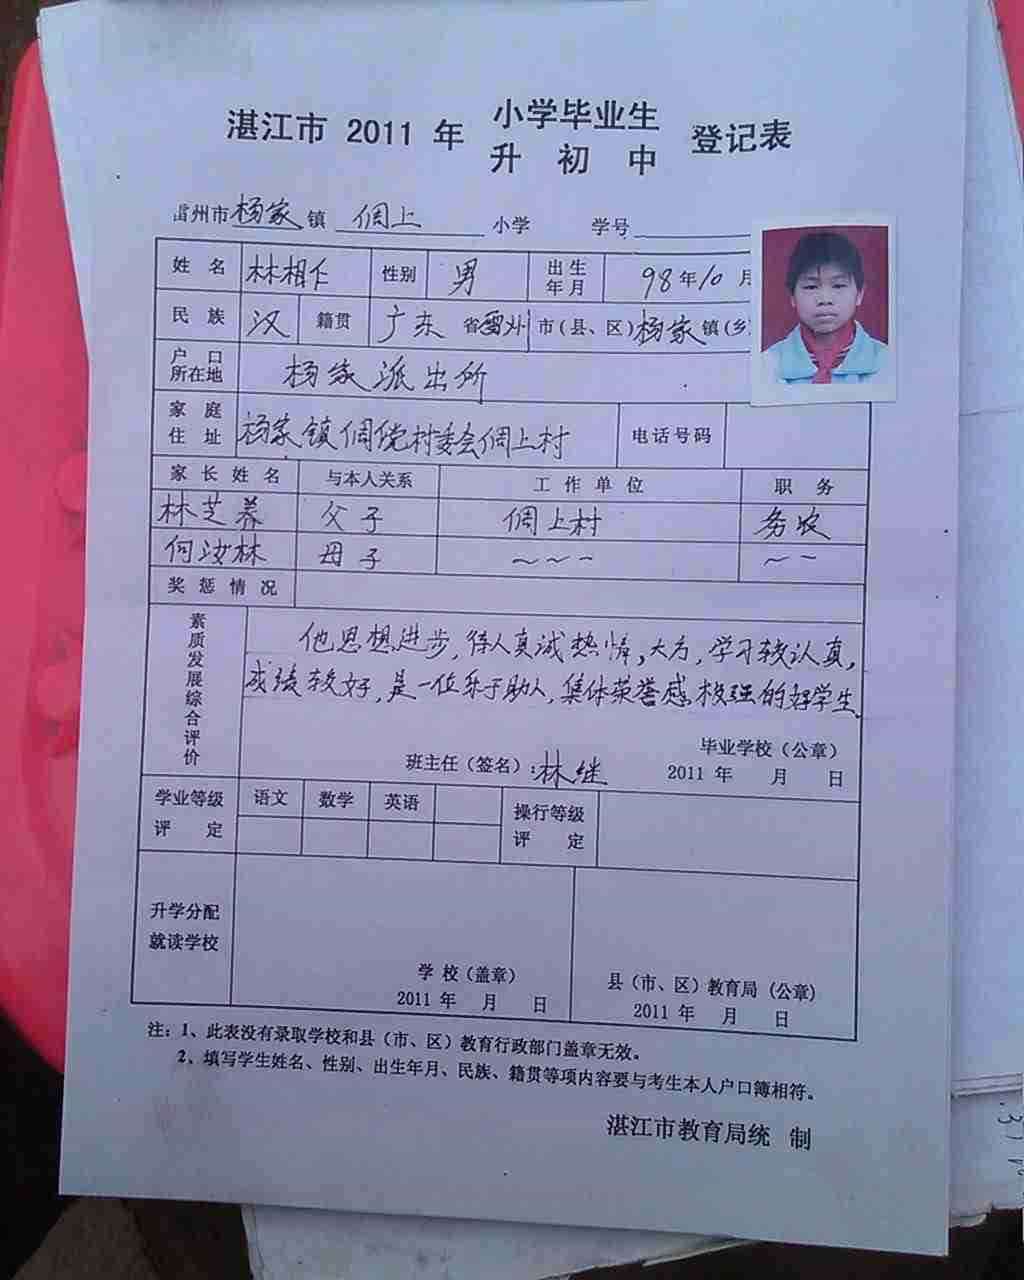 湛江市 2011 年 小学毕业生 登记表
升 初 中
雷州市杨家镇 倜上 小学 学号
姓 名 林相仁 性别 男 出生年月 98年10月
民 族 汉 籍贯 广东省雷州市(县、区)杨家镇(乡
户 口 所在地 杨家派出所
家 庭 住 址 杨家镇倜傥村委会倜上村 电话号码
家 长 姓 名 与本人关系 工 作 单 位 职 务
林芝养 父子 倜上村 务农
何汝林 母子 ~~~ ~~
奖 惩 情 况
素质发展综合评价
他思想进步,待人真诚热情,大方,学习较认真,
成绩较好,是一位乐于助人,集体荣誉感极强的好学生.
毕业学校(公章)
班主任(签名):林继 2011 年 月 日
学业等级 评 定 语文 数学 英语 操行等级 评 定
升学分配
就读学校
学 校(盖章) 县(市、区)教育局(公章)
2011 年 月 日 2011 年 月 日
注:1、此表没有录取学校和县(市、区)教育行政部门盖章无效。
2、填写学生姓名、性别、出生年月、民族、籍贯等项内容要与考生本人户口簿相符。
湛江市教育局统 制